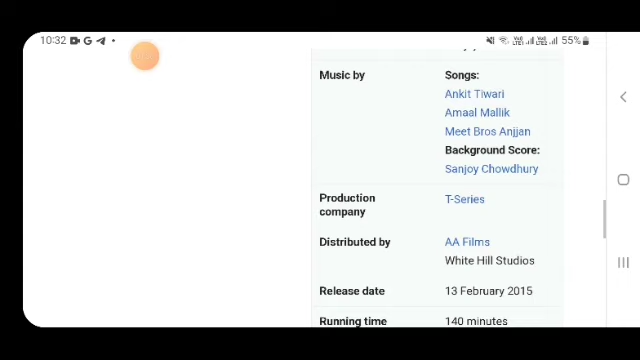 10:32 G 55%
Music by
Songs:
Ankit Tiwari
Amaal Mallik
Meet Bros Anjjan
Background Score:
Sanjoy Chowdhury
Production
company
T-Series
Distributed by
AA Films
White Hill Studios
Release date
13 February 2015
Running time
140 minutes